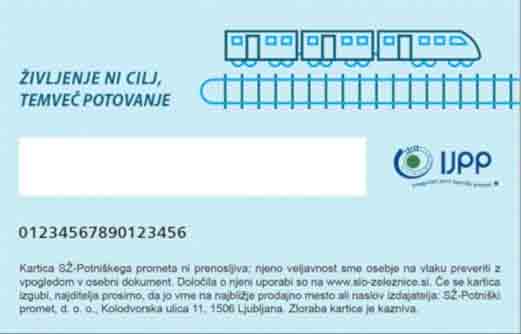 ŽIVLJENJE NI CILJ,
TEMVEČ POTOVANJE
IJPP
integrirani javni potniški promet
01234567890123456
Kartica SŽ-Potniškega prometa ni prenosljiva; njeno veljavnost sme osebje na vlaku preveriti z
vpogledom v osebni dokument. Določila o njeni uporabi so na www.slo-zeleznice.si. Če se kartica
izgubi, najditelja prosimo, da jo vrne na najbližje prodajno mesto ali naslov izdajatelja: SŽ-Potniški
promet, d. o. o., Kolodvorska ulica 11, 1506 Ljubljana. Zloraba kartice je kazniva.